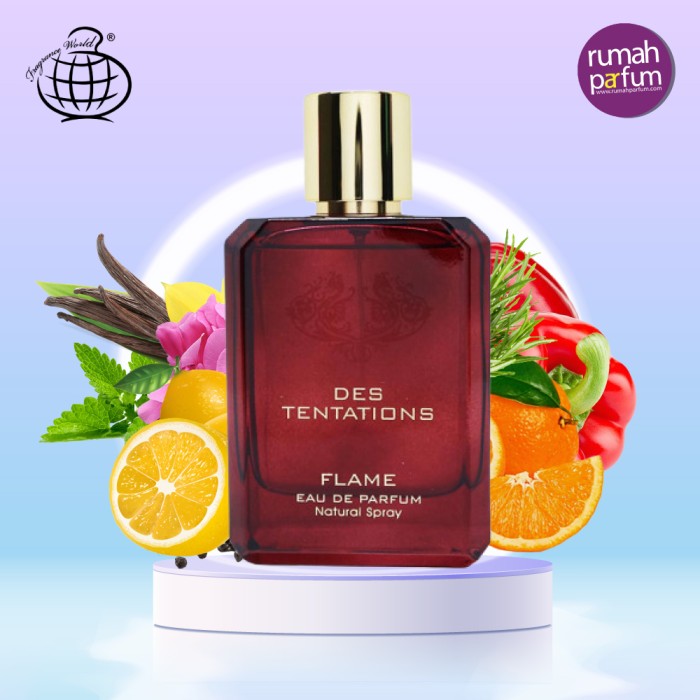 Fragrance World ®
rumah
parfum
www.rumahparfum.com
DES
TENTATIONS
FLAME
EAU DE PARFUM
Natural Spray